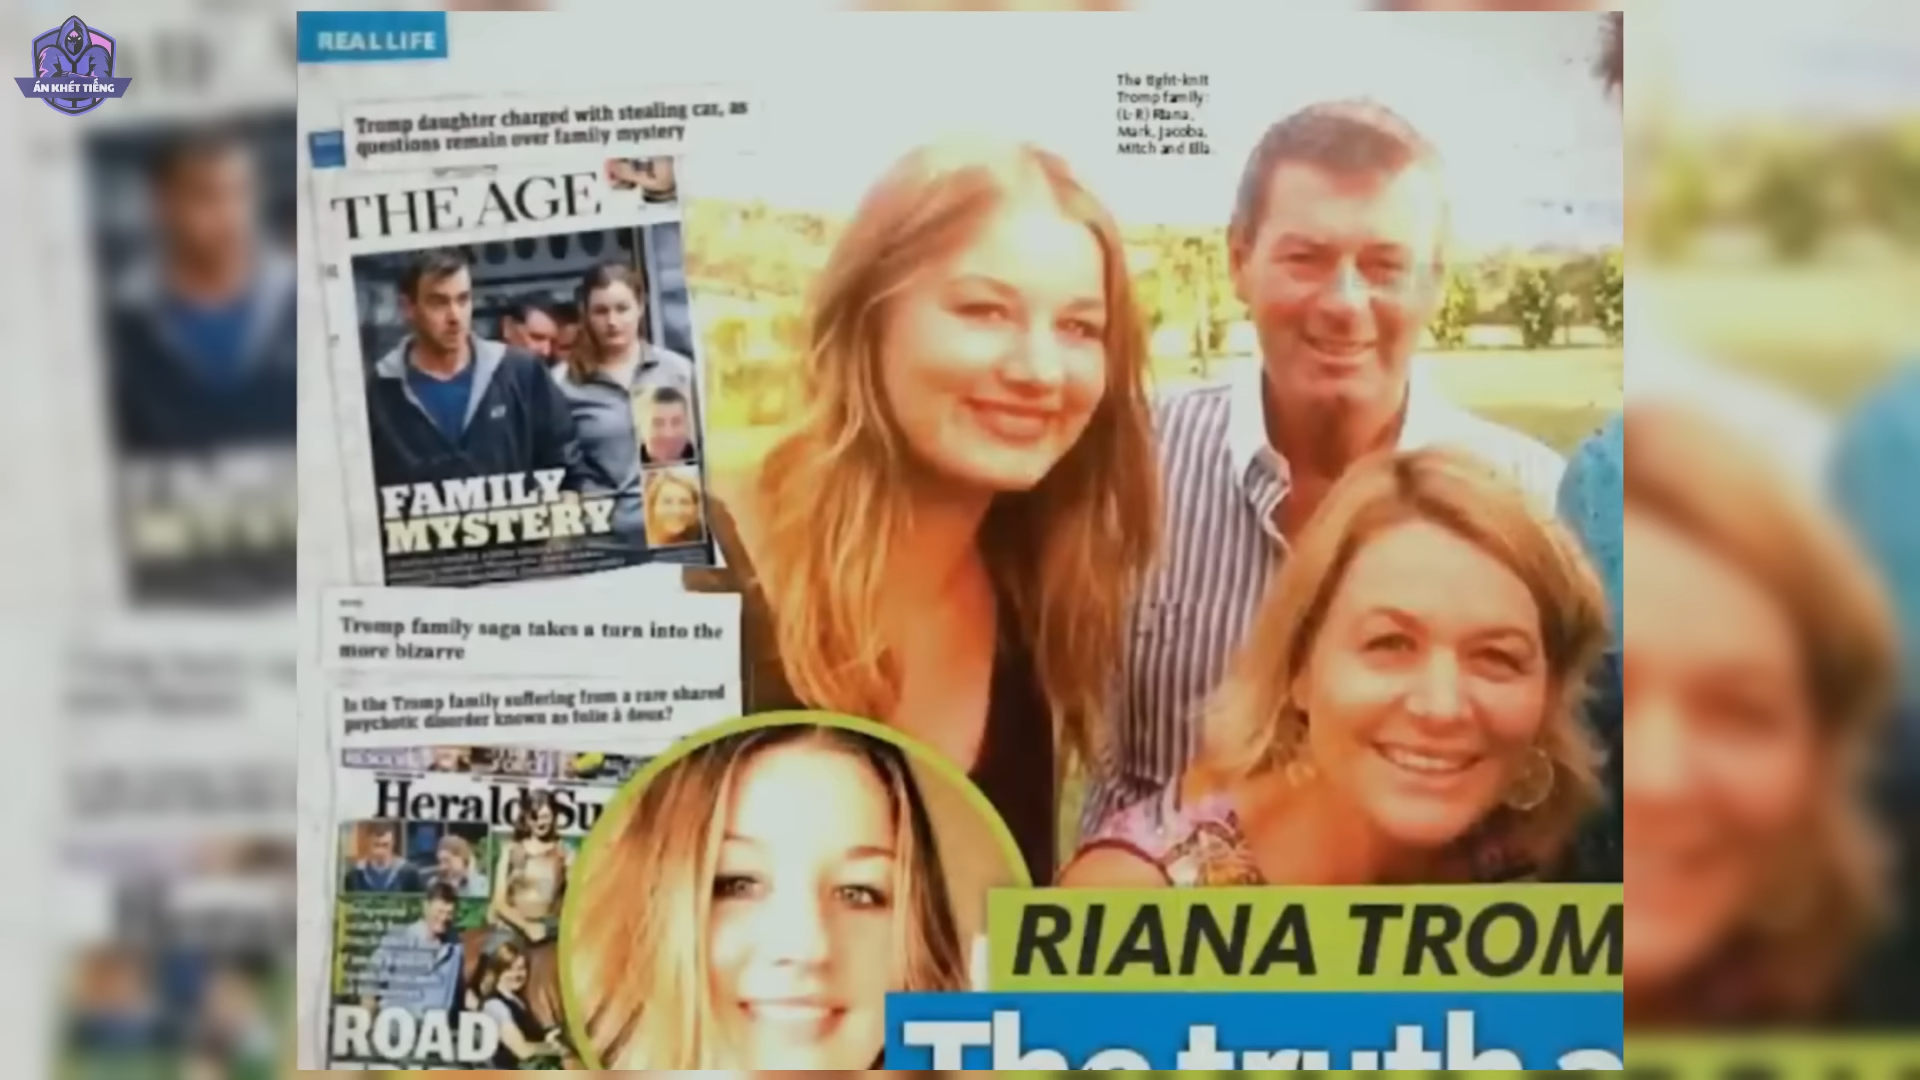 ÁN KHÉT TIẾNG
REAL LIFE
Tromp daughter charged with stealing car, as
questions remain over family mystery
THE AGE
FAMILY
MYSTERY
Tromp family saga takes a turn into the
more bizarre
Is the Tromp family suffering from a rare shared
psychotic disorder known as folie à deux?
Herald Su
ROAD
The tight-knit
Tromp family:
(L-R) Riana,
Mark, Jacoba,
Mitch and Ella.
RIANA TROM
The truth a